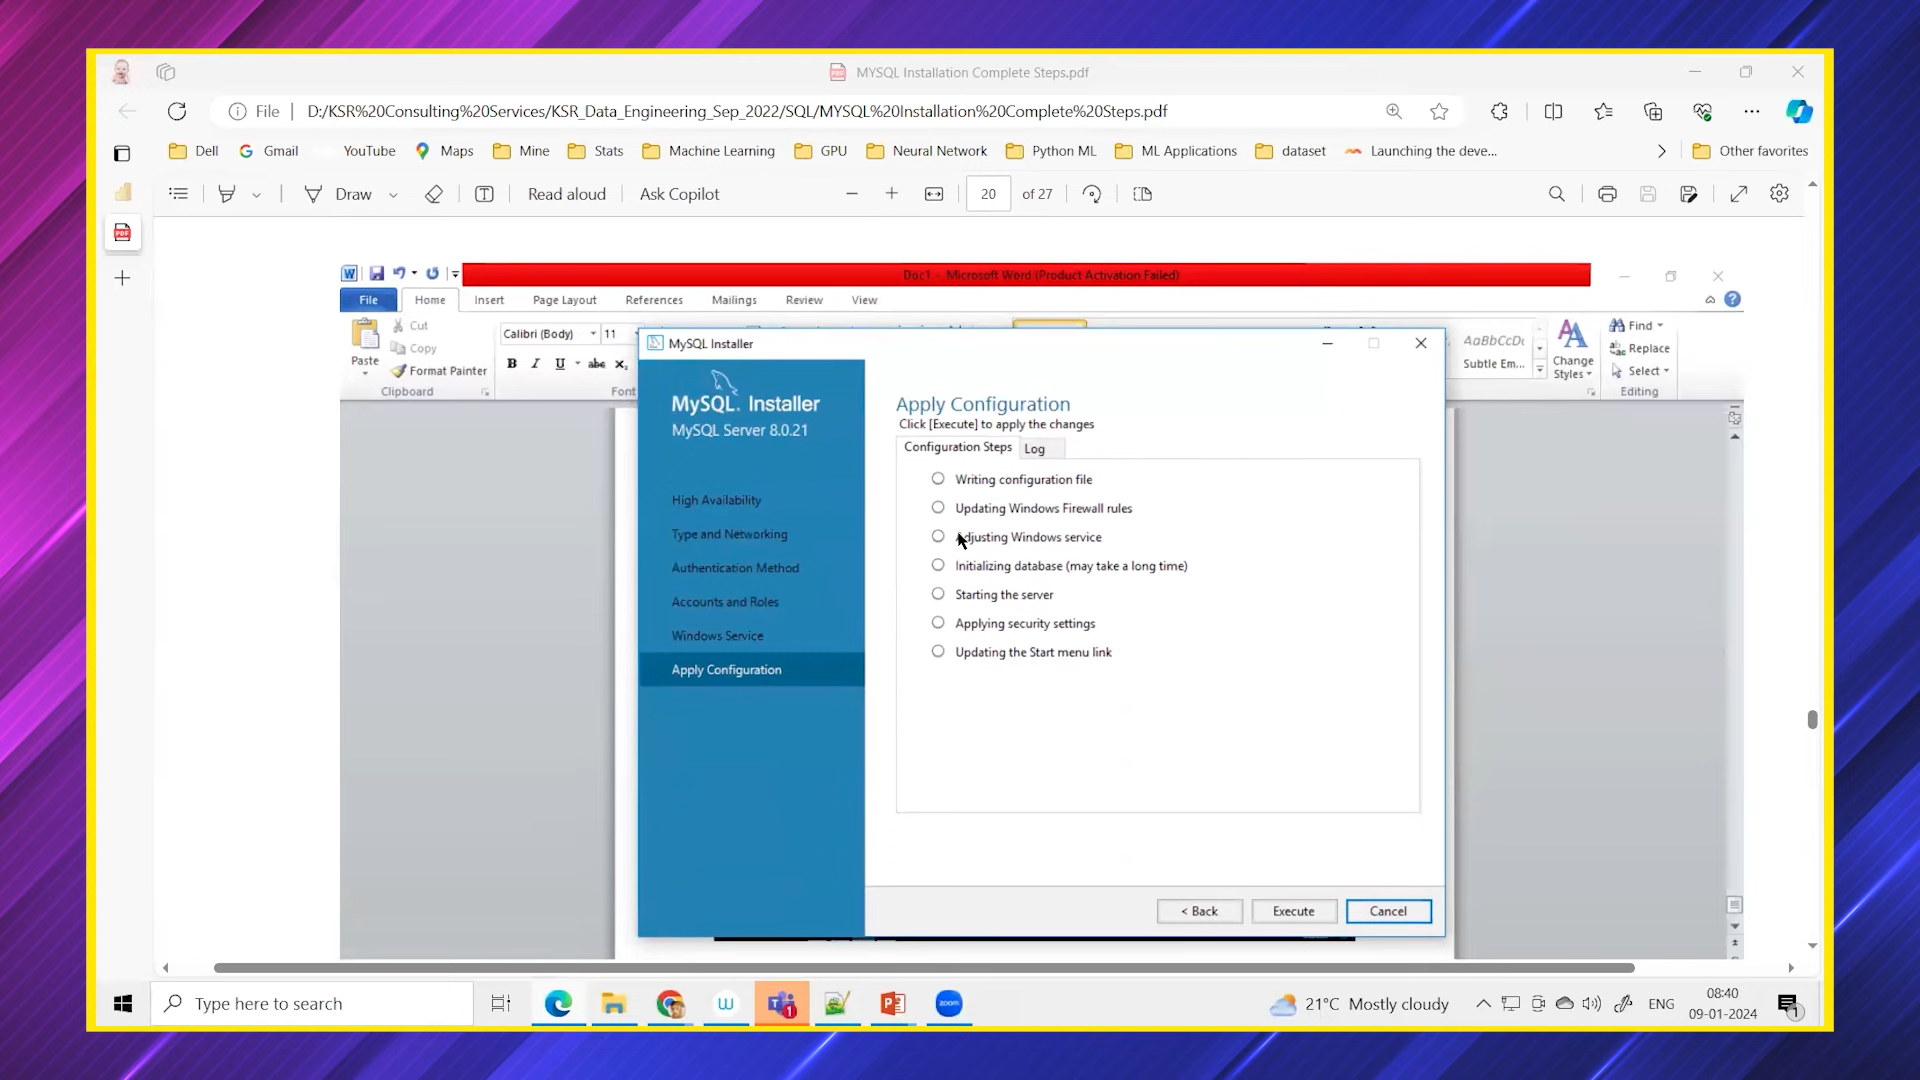 MYSQL Installation Complete Steps.pdf
File | D:/KSR%20Consulting%20Services/KSR_Data_Engineering_Sep_2022/SQL/MYSQL%20Installation%20Complete%20Steps.pdf
Dell Gmail YouTube Maps Mine Stats Machine Learning GPU Neural Network Python ML ML Applications dataset Launching the deve... Other favorites
Draw Read aloud Ask Copilot 20 of 27
Doc1 - Microsoft Word (Product Activation Failed)
File Home Insert Page Layout References Mailings Review View
Paste Cut Copy Format Painter
Clipboard
Calibri (Body) 11
B I U abc X,
Font
AaBbCcDt
Subtle Em...
Change Styles
Find
Replace
Select
Editing
MySQL Installer
MySQL. Installer
MySQL Server 8.0.21
High Availability
Type and Networking
Authentication Method
Accounts and Roles
Windows Service
Apply Configuration
Apply Configuration
Click [Execute] to apply the changes
Configuration Steps Log
Writing configuration file
Updating Windows Firewall rules
Adjusting Windows service
Initializing database (may take a long time)
Starting the server
Applying security settings
Updating the Start menu link
< Back Execute Cancel
Type here to search
zoom
21°C Mostly cloudy
ENG
08:40
09-01-2024